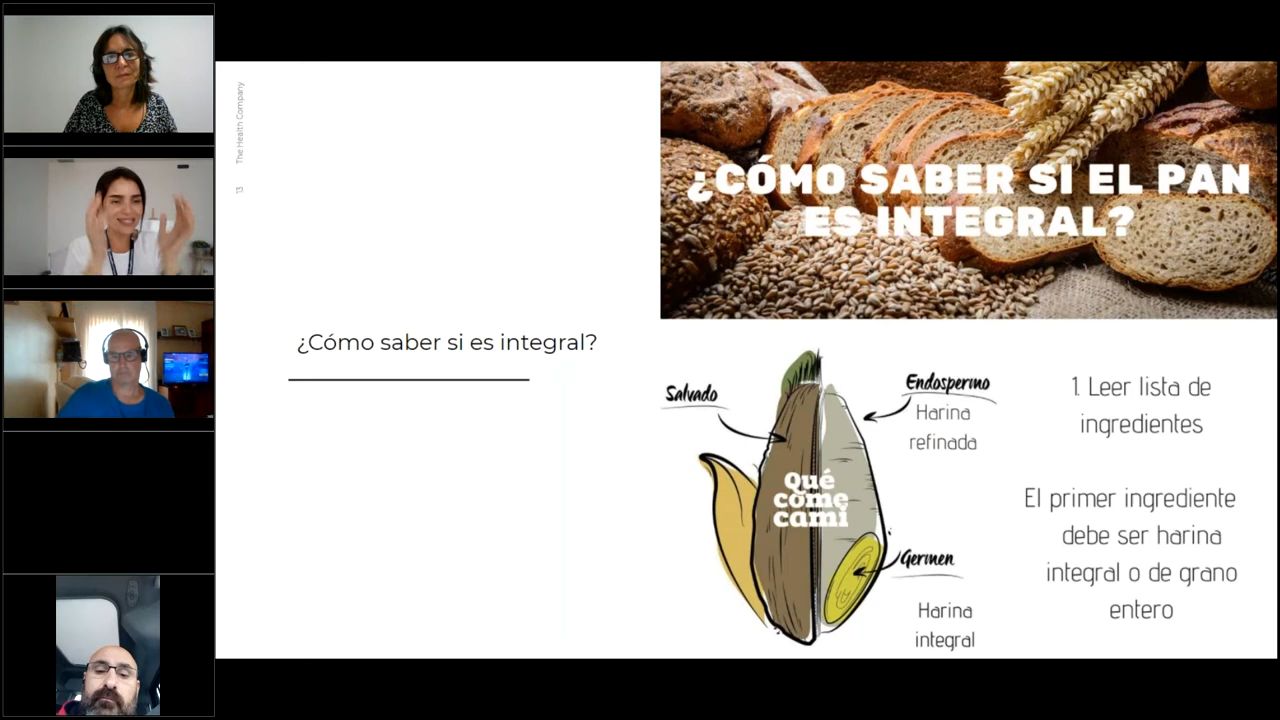 The Health Company
13
¿Cómo saber si es integral?
¿CÓMO SABER SI EL PAN
ES INTEGRAL?
Salvado
Endospermo
Harina
refinada
Qué
come
cami
Germen
Harina
integral
1. Leer lista de
ingredientes
El primer ingrediente
debe ser harina
integral o de grano
entero